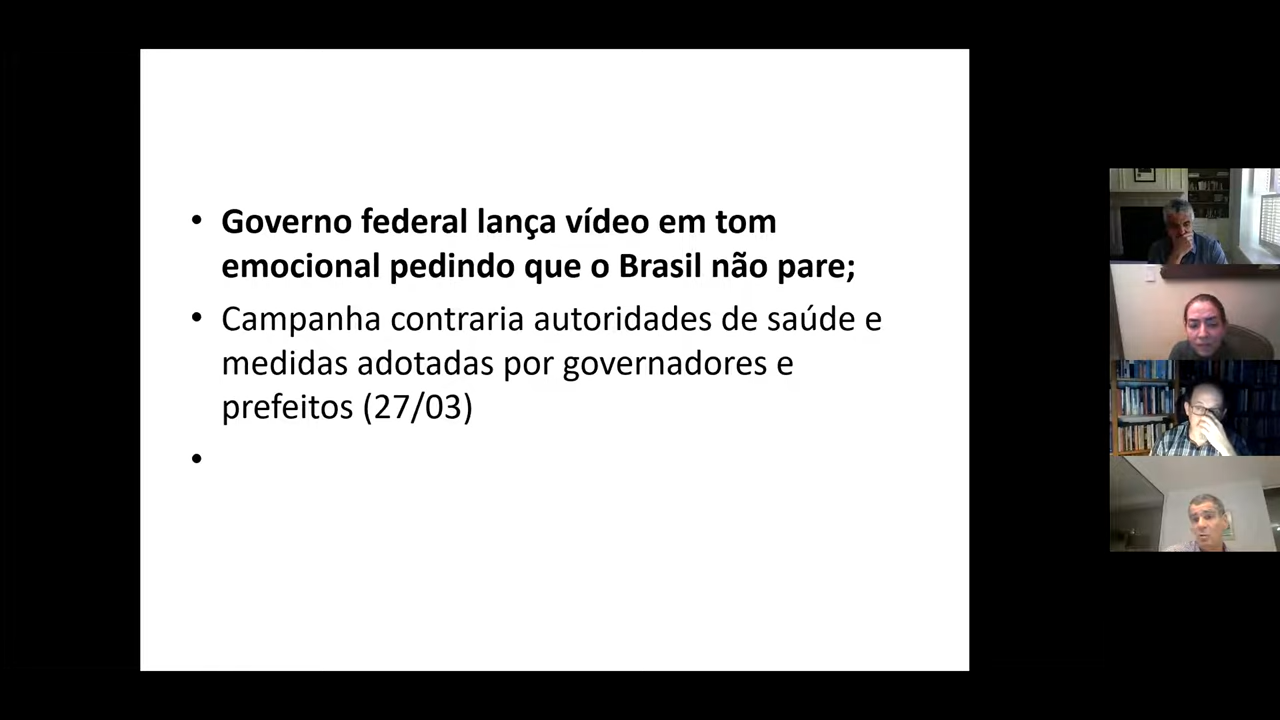 • Governo federal lança vídeo em tom
emocional pedindo que o Brasil não pare;
• Campanha contraria autoridades de saúde e
medidas adotadas por governadores e
prefeitos (27/03)
•